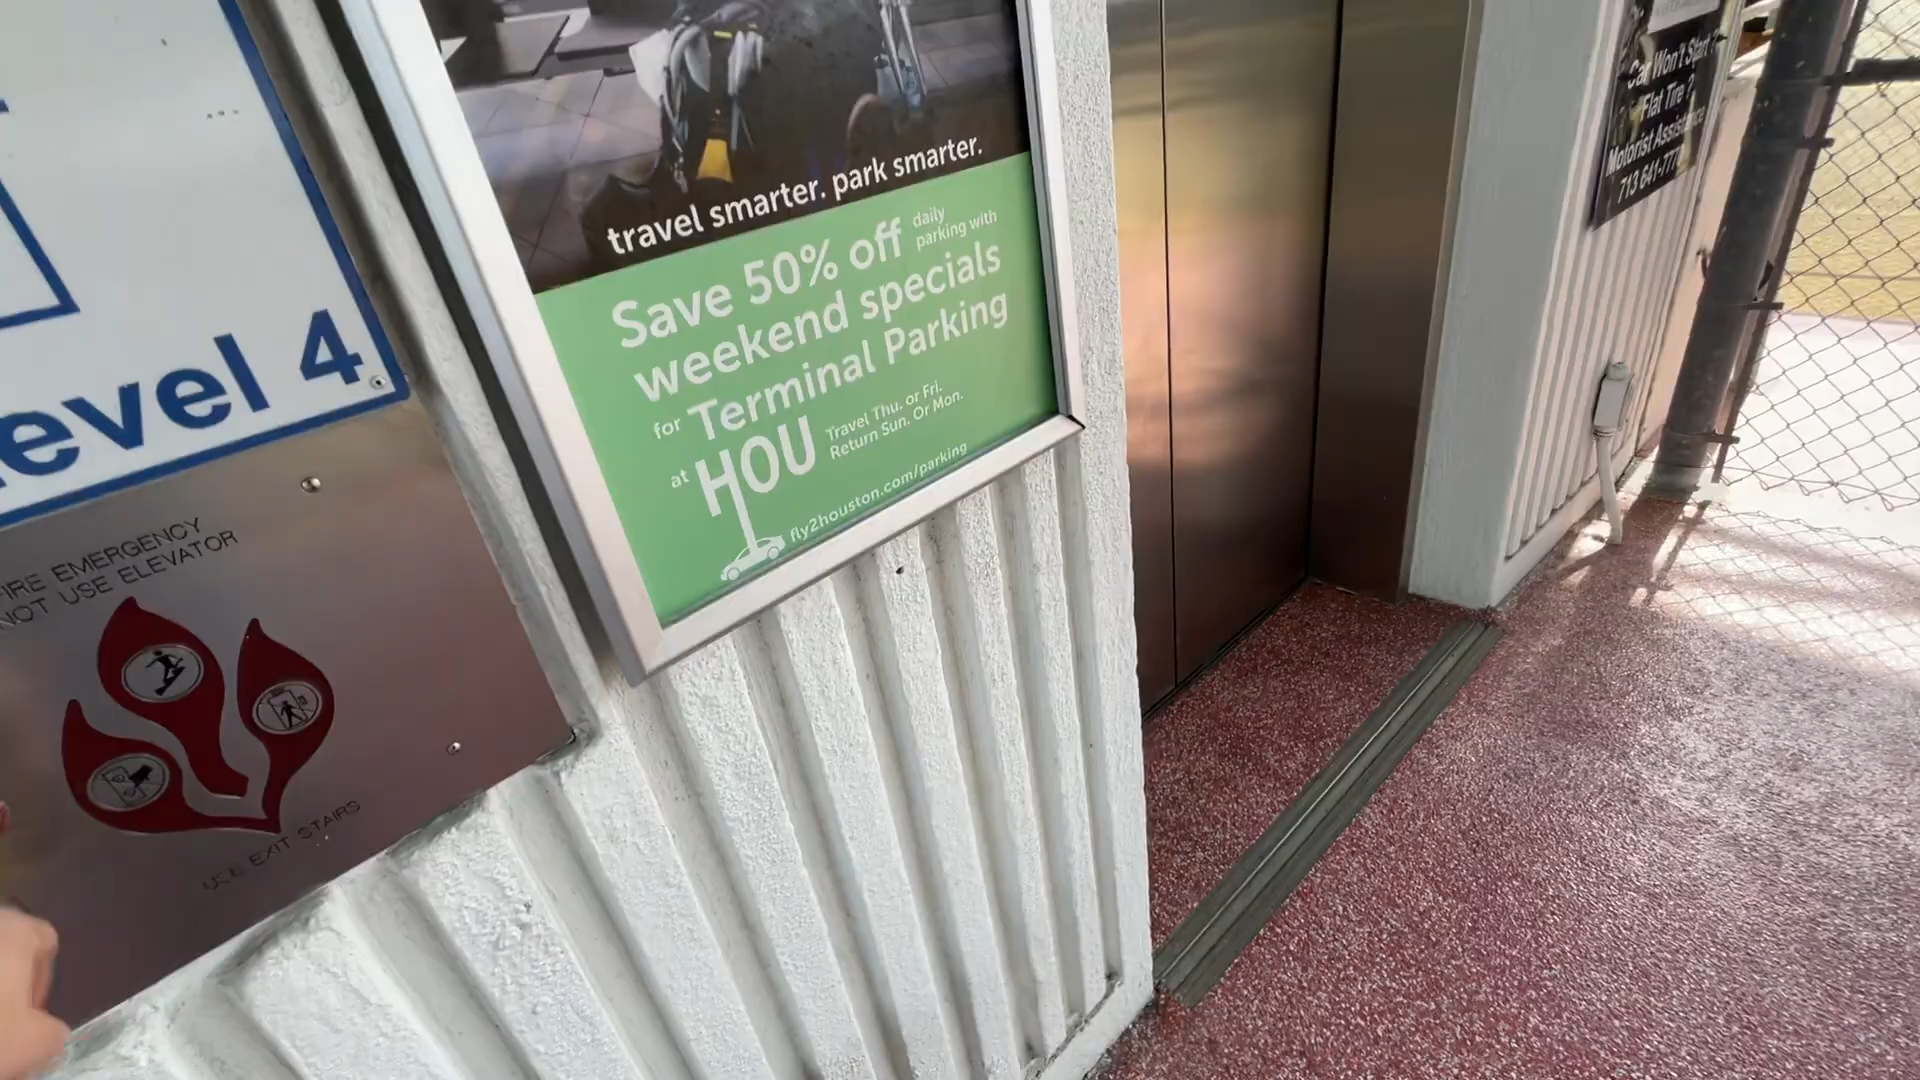 evel 4
FIRE EMERGENCY
NOT USE ELEVATOR
USE EXIT STAIRS
travel smarter. park smarter.
Save 50% off daily parking with
weekend specials
for Terminal Parking
at HOU Travel Thu. or Fri.
Return Sun. Or Mon.
fly2houston.com/parking
Car Won't Start?
Flat Tire ?
Motorist Assistance
713 641-777